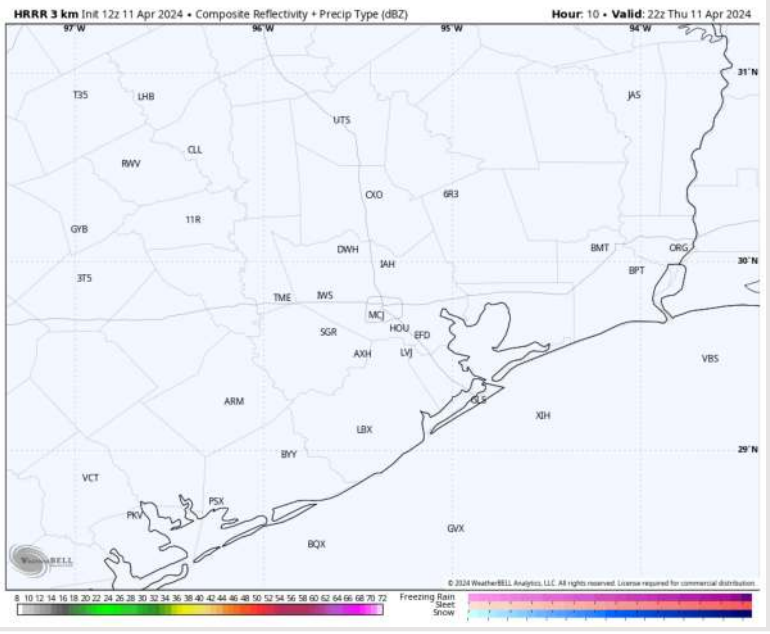 HRRR 3 km Init 12z 11 Apr 2024 • Composite Reflectivity + Precip Type (dBZ) Hour: 10 • Valid: 22z Thu 11 Apr 2024
97°W 96°W 95°W 94°W
31°N
T35 LHB JAS
UTS
CLL
RWV
CXO 6R3
11R
GYB
DWH BMT ORG
IAH 30°N
BPT
3T5
TME IWS
MCJ
SGR HOU EFD
AXH LVJ
VBS
ARM GLS
XIH
LBX
BYY 29°N
VCT
PSX
PKV
GVX
BQX
WeatherBELL
© 2024 WeatherBELL Analytics, LLC. All rights reserved. License required for commercial distribution.
8 10 12 14 16 18 20 22 24 26 28 30 32 34 36 38 40 42 44 46 48 50 52 53 55 56 58 60 62 64 66 68 70 72
Freezing Rain
Sleet
Snow